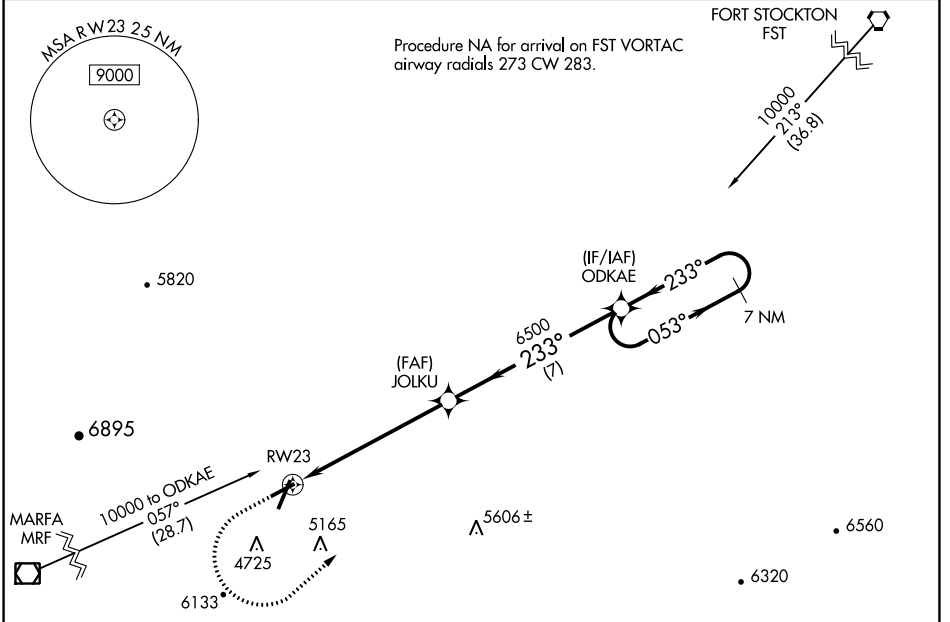 MSA RW23 25 NM
9000
Procedure NA for arrival on FST VORTAC
airway radials 273 CW 283.
FORT STOCKTON
FST
10000
213°
(36.8)
5820
(IF/IAF)
ODKAE
233°
053°
7 NM
6500
233°
(7)
(FAF)
JOLKU
6895
RW23
10000 to ODKAE
057°
(28.7)
MARFA
MRF
4725
5165
5606±
6560
6320
6133